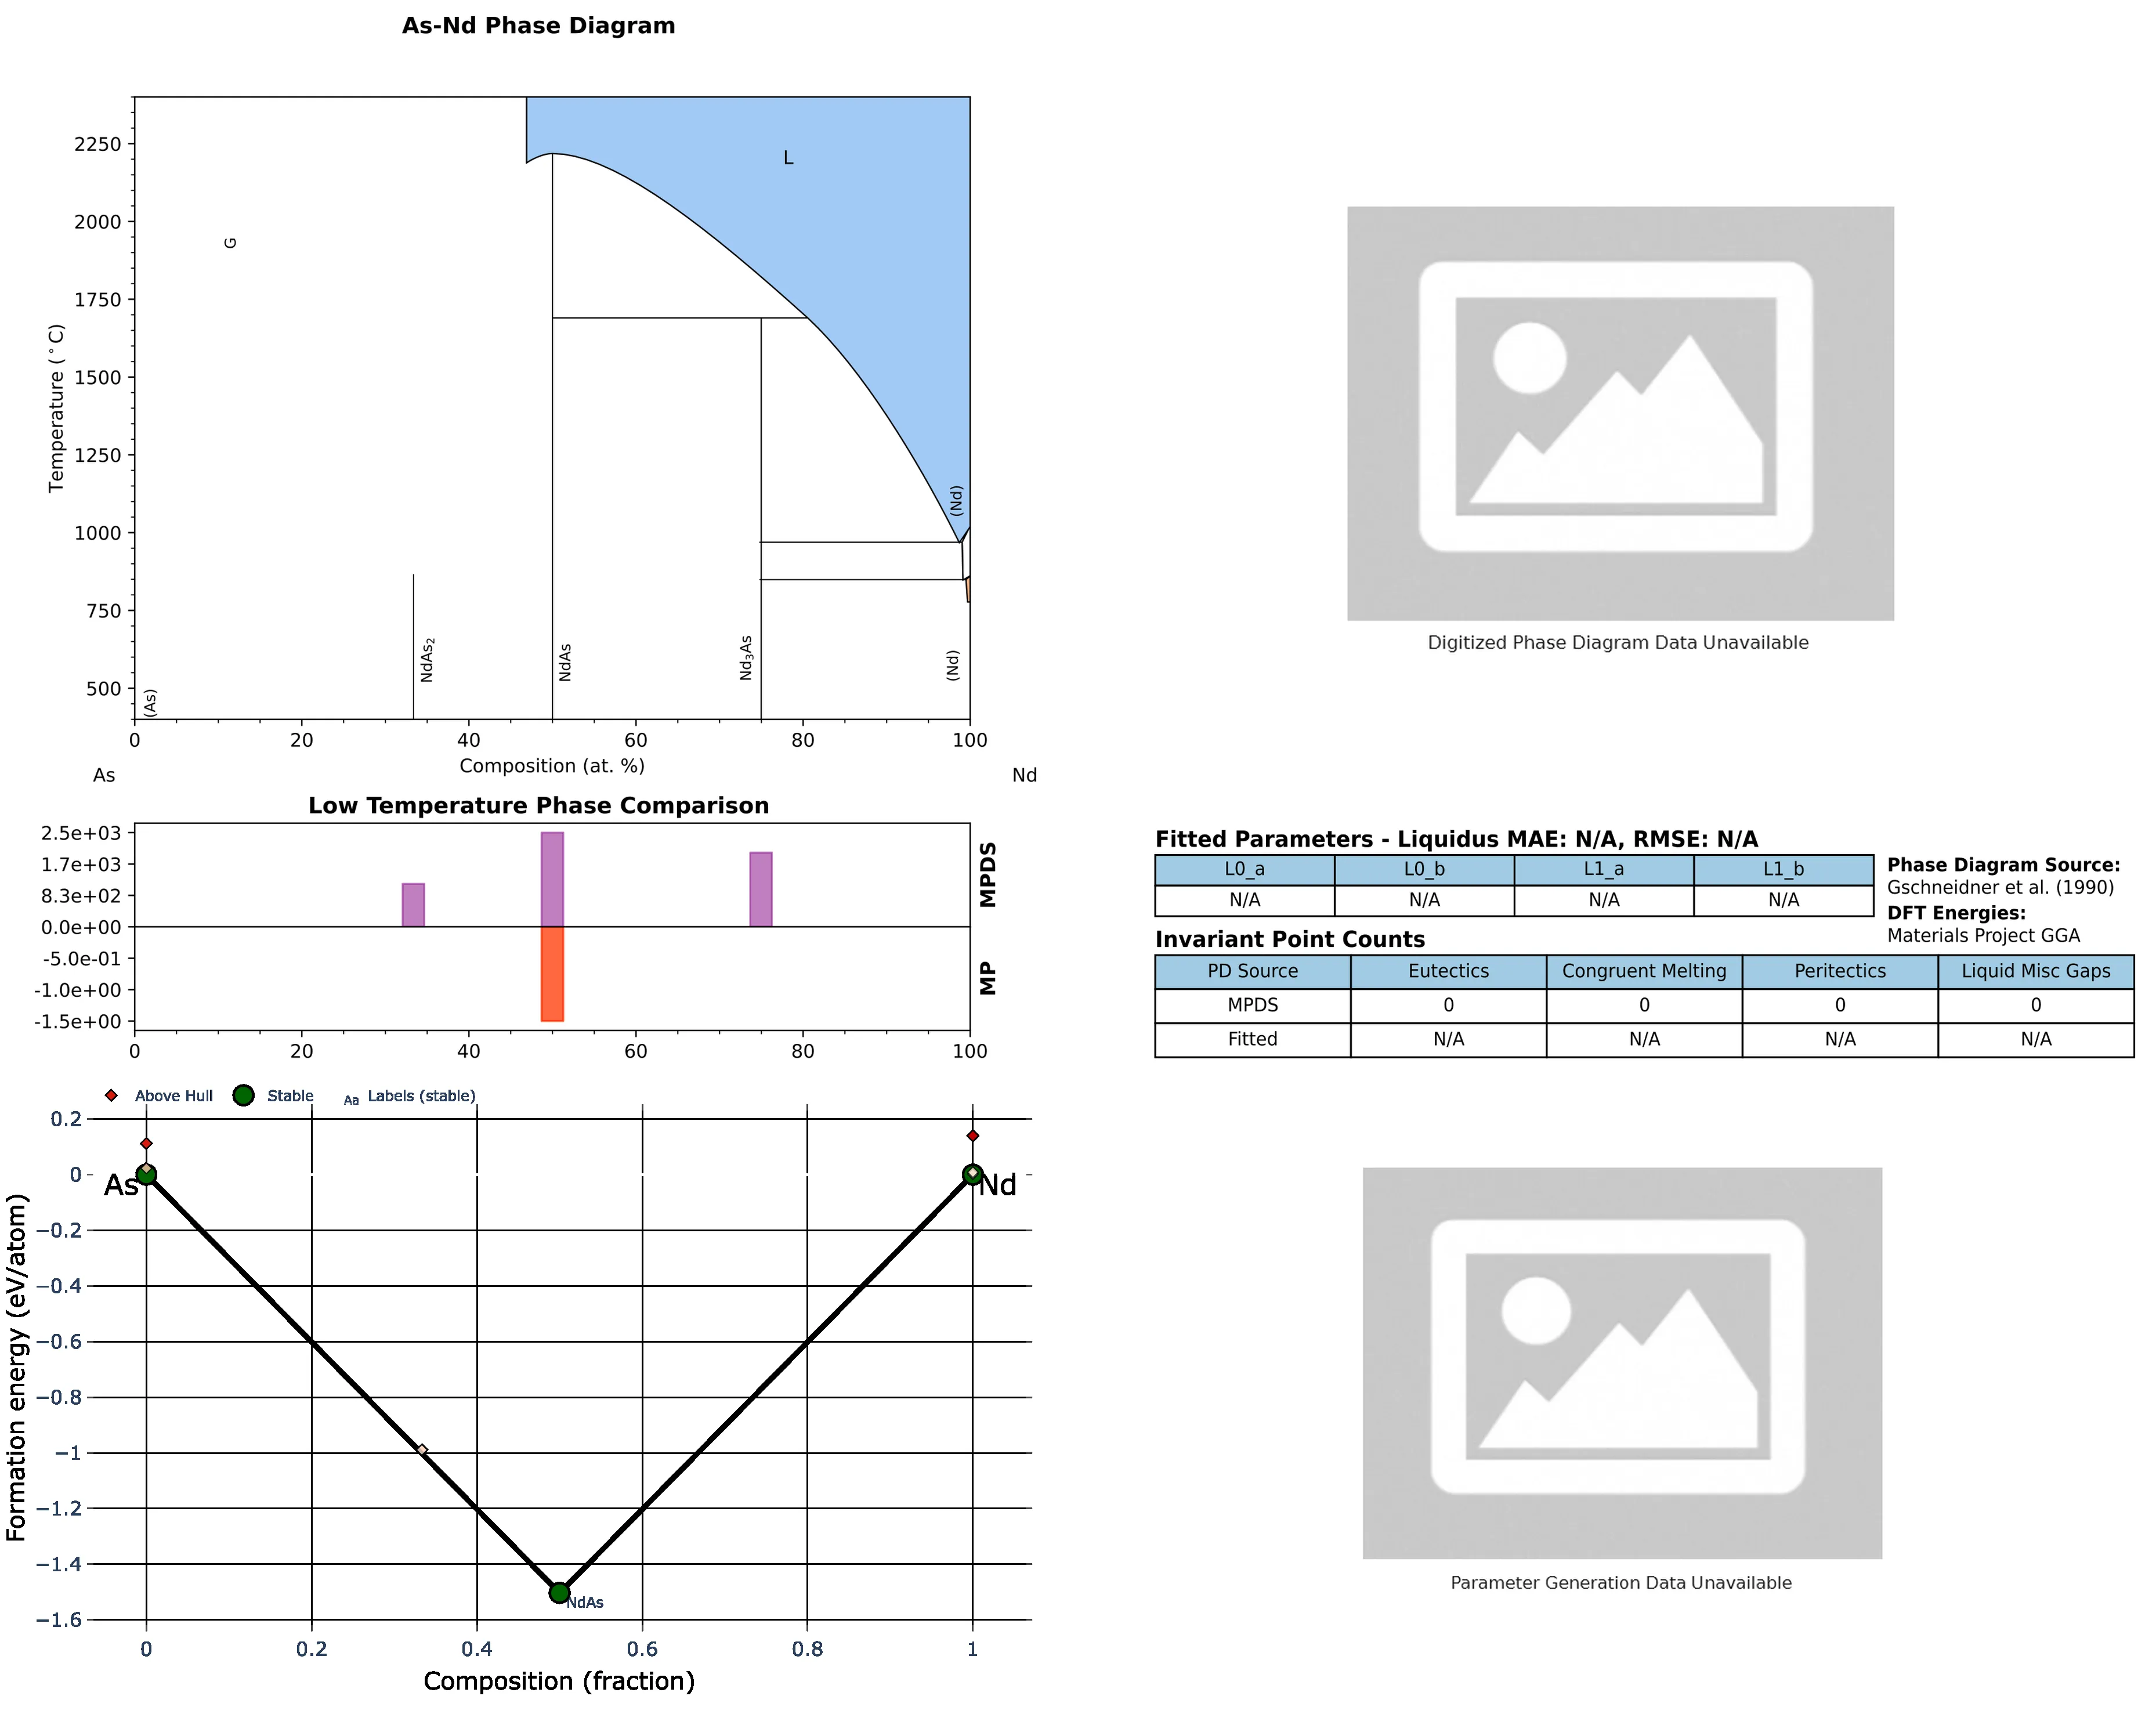 As-Nd Phase Diagram
2250
2000
1750
1500
1250
1000
750
500
Temperature (°C)
G
L
(Nd)
(As)
NdAs₂
NdAs
Nd₃As
(Nd)
0 20 40 60 80 100
Composition (at. %)
As Nd
Digitized Phase Diagram Data Unavailable
Low Temperature Phase Comparison
2.5e+03
1.7e+03
8.3e+02
0.0e+00
-5.0e-01
-1.0e+00
-1.5e+00
MPDS
MP
0 20 40 60 80 100
Fitted Parameters - Liquidus MAE: N/A, RMSE: N/A
L0_a L0_b L1_a L1_b
N/A N/A N/A N/A
Phase Diagram Source:
Gschneidner et al. (1990)
DFT Energies:
Materials Project GGA
Invariant Point Counts
PD Source Eutectics Congruent Melting Peritectics Liquid Misc Gaps
MPDS 0 0 0 0
Fitted N/A N/A N/A N/A
Above Hull Stable Aa Labels (stable)
0.2
0
−0.2
−0.4
−0.6
−0.8
−1
−1.2
−1.4
−1.6
Formation energy (eV/atom)
As
Nd
NdAs
0 0.2 0.4 0.6 0.8 1
Composition (fraction)
Parameter Generation Data Unavailable